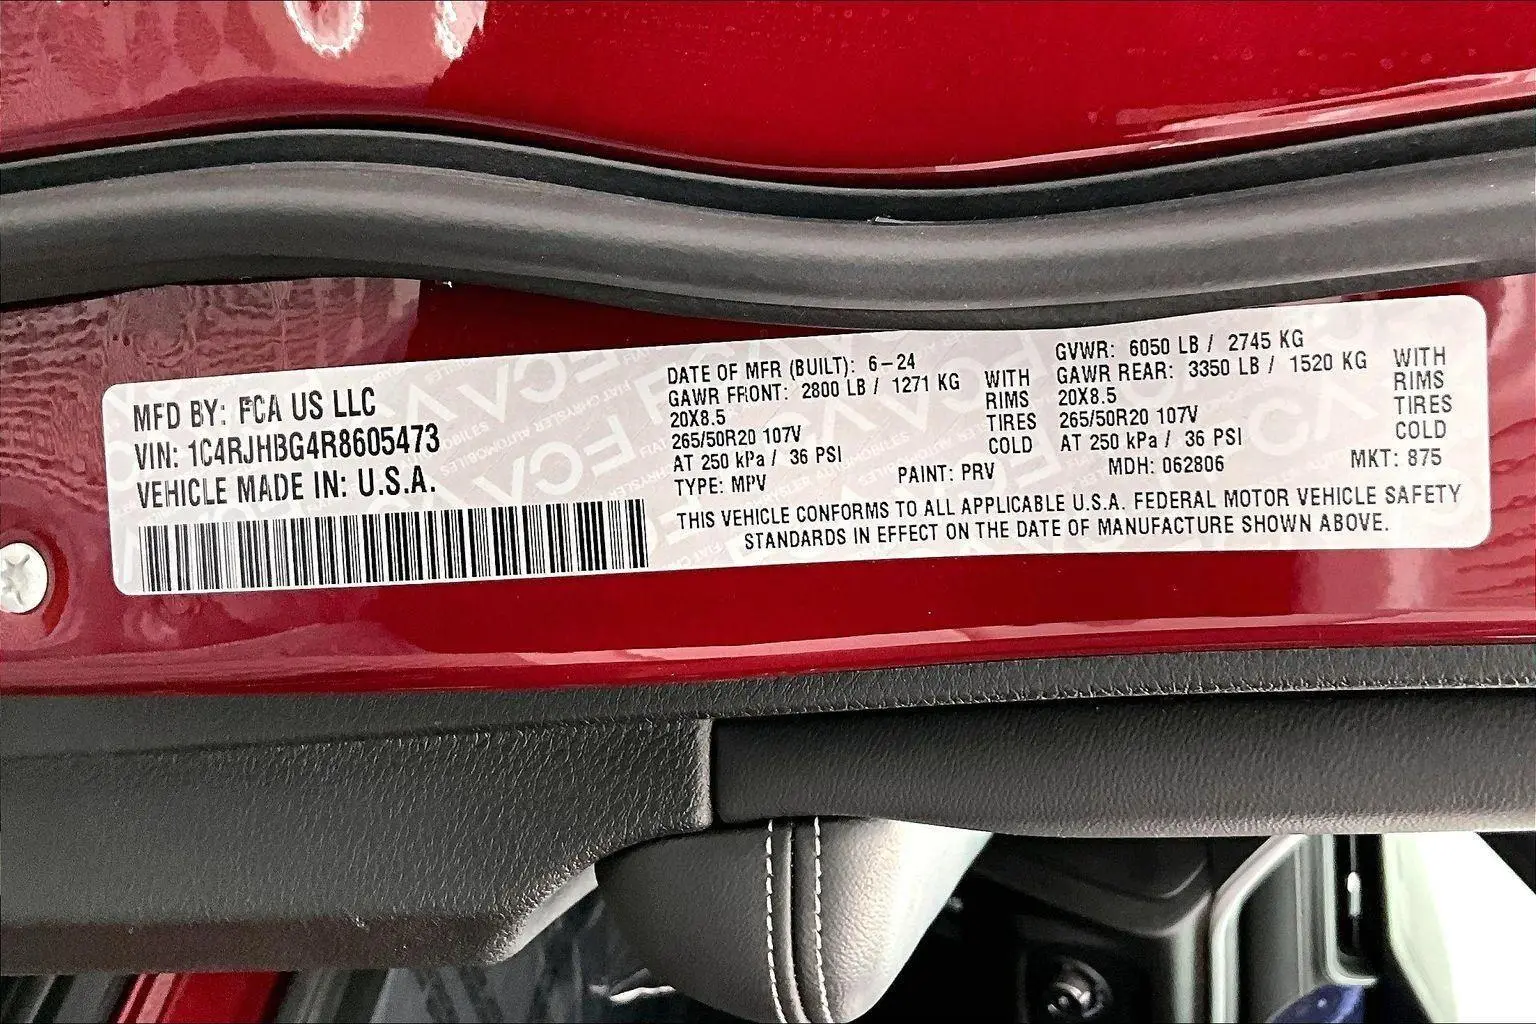 MFD BY: FCA US LLC
VIN: 1C4RJHBG4R8605473
VEHICLE MADE IN: U.S.A.
DATE OF MFR (BUILT): 6-24
GAWR FRONT: 2800 LB / 1271 KG WITH
20X8.5 RIMS
265/50R20 107V TIRES
AT 250 kPa / 36 PSI COLD
GVWR: 6050 LB / 2745 KG
GAWR REAR: 3350 LB / 1520 KG WITH
20X8.5 RIMS
265/50R20 107V TIRES
AT 250 kPa / 36 PSI COLD
TYPE: MPV PAINT: PRV MDH: 062806 MKT: 875
THIS VEHICLE CONFORMS TO ALL APPLICABLE U.S.A. FEDERAL MOTOR VEHICLE SAFETY
STANDARDS IN EFFECT ON THE DATE OF MANUFACTURE SHOWN ABOVE.